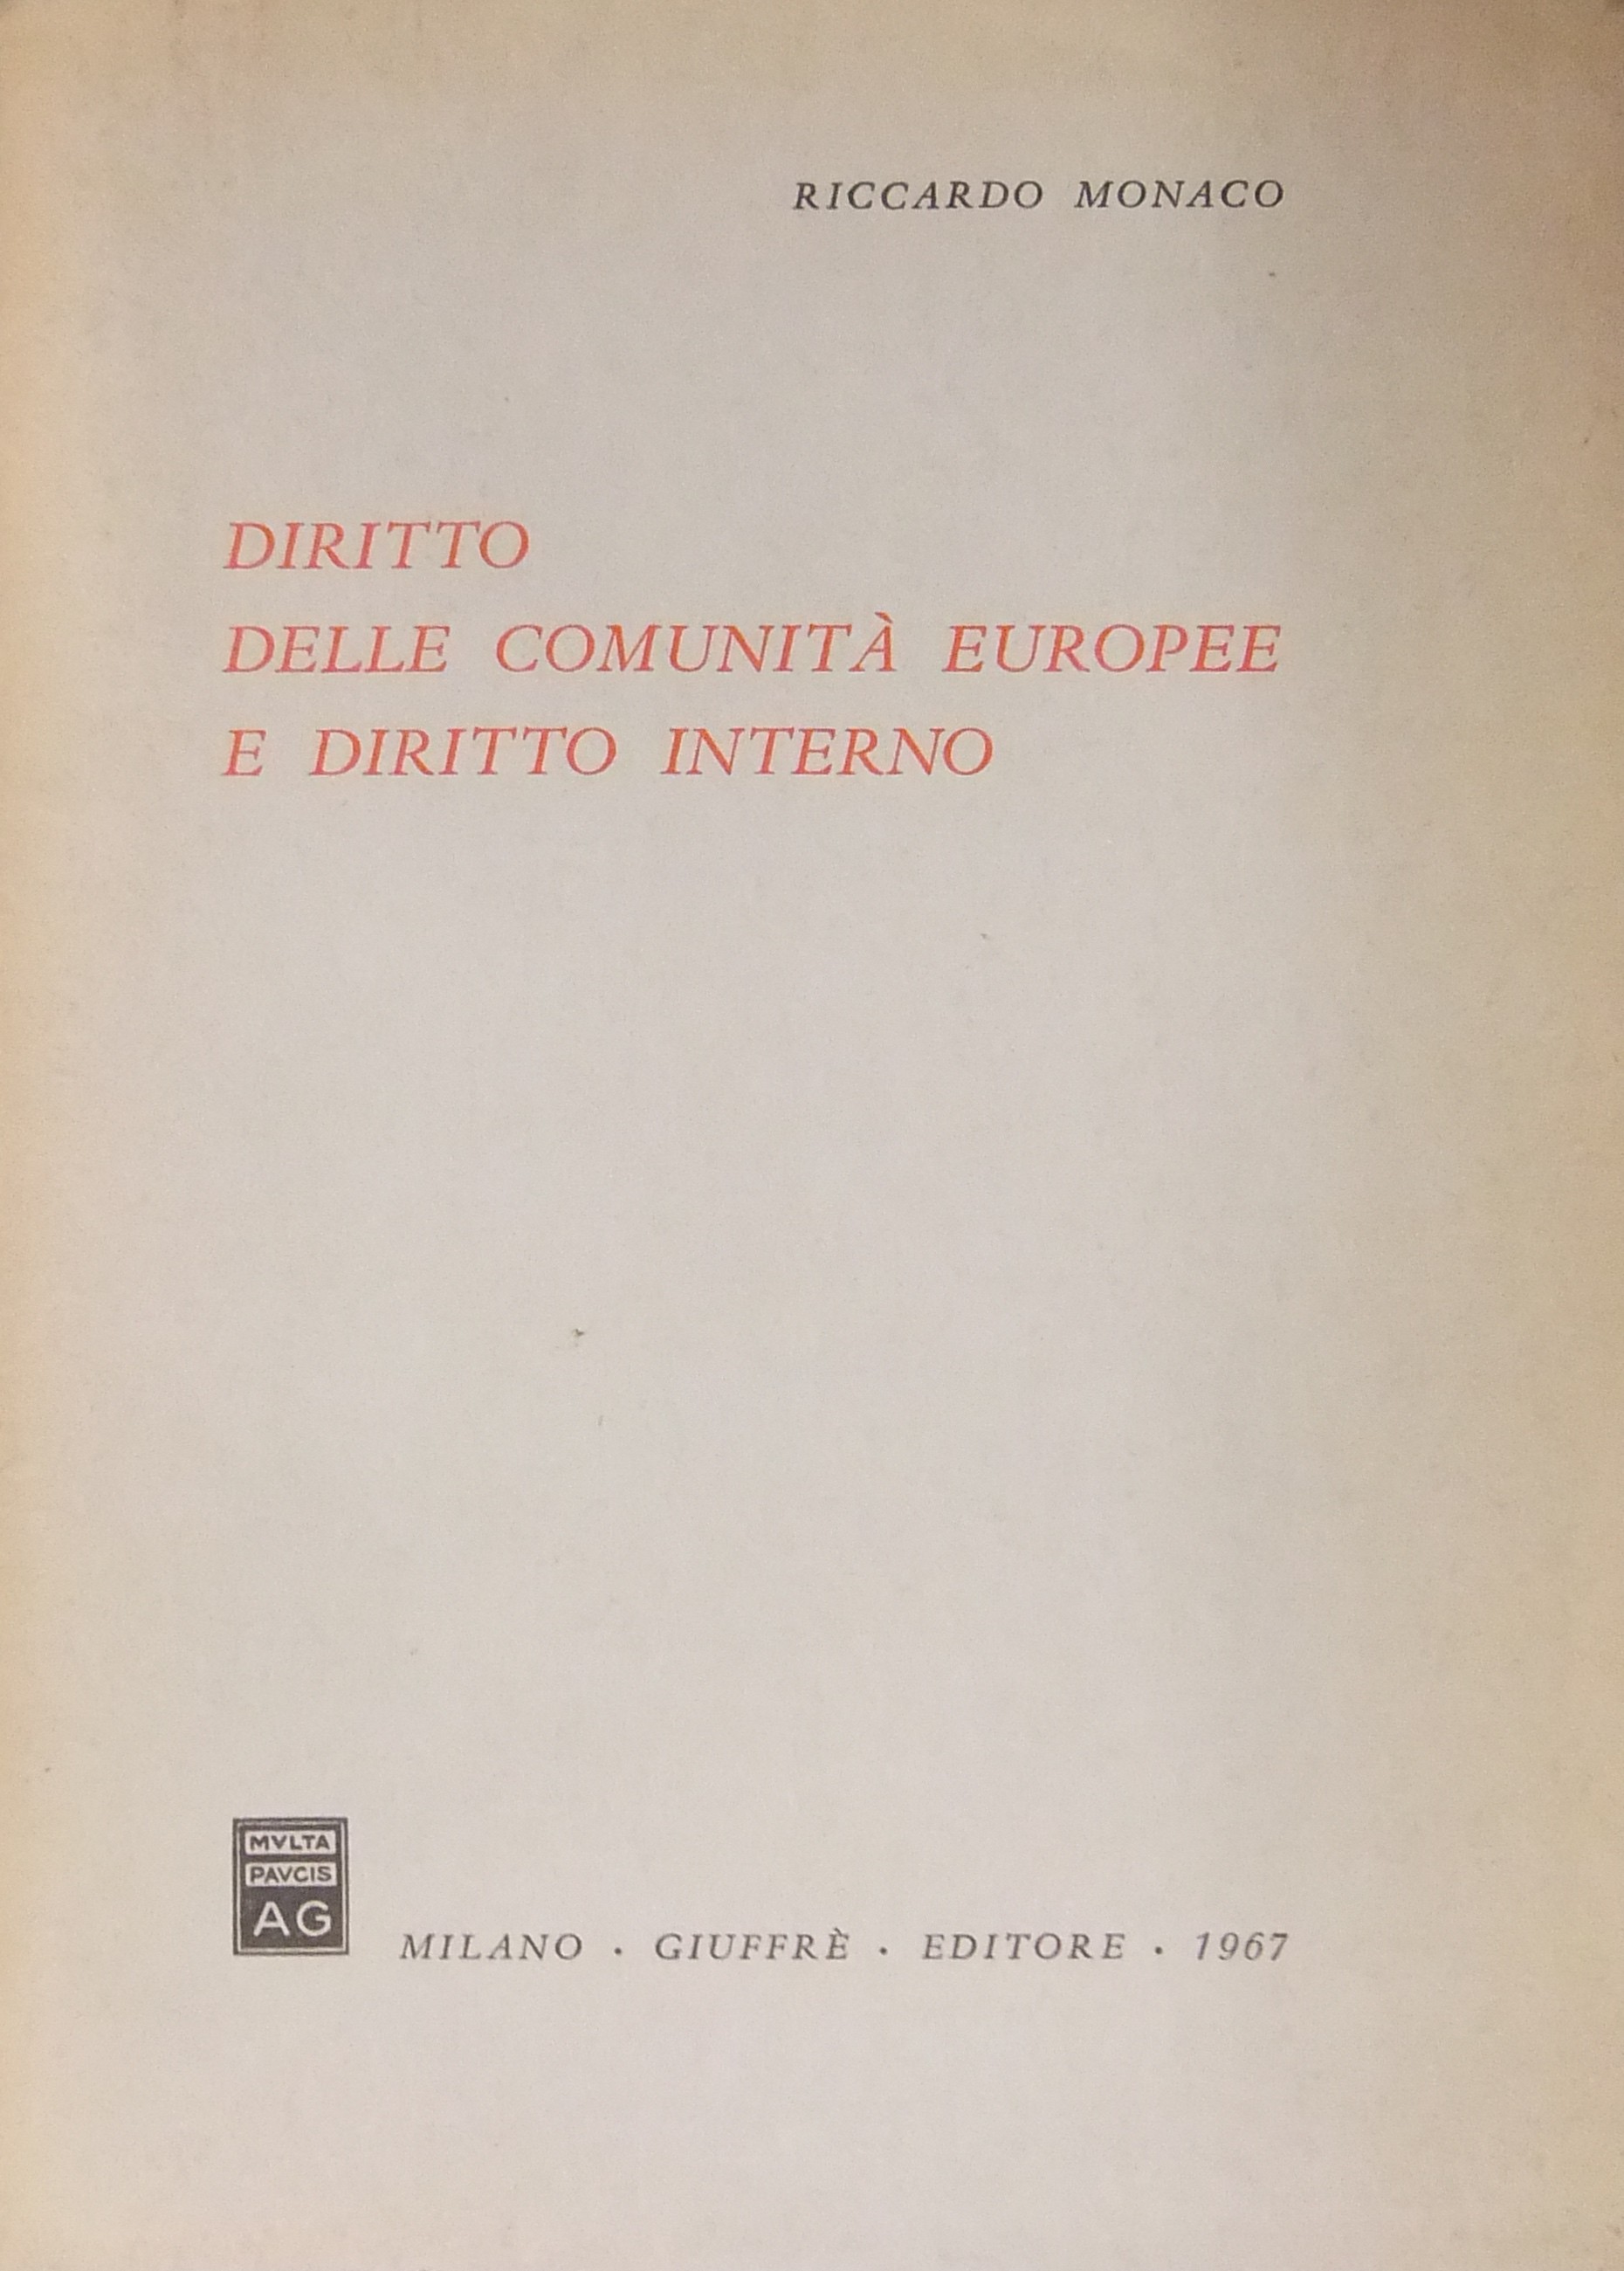 RICCARDO MONACO
DIRITTO
DELLE COMUNITÀ EUROPEE
E DIRITTO INTERNO
MVLTA
PAVCIS
AG
MILANO · GIUFFRÈ · EDITORE · 1967